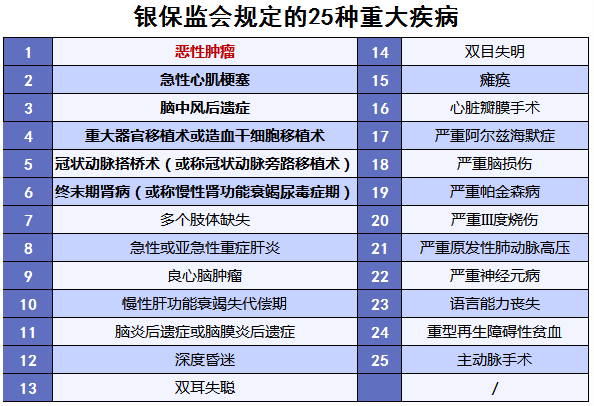 银保监会规定的25种重大疾病
1 恶性肿瘤 14 双目失明
2 急性心肌梗塞 15 瘫痪
3 脑中风后遗症 16 心脏瓣膜手术
4 重大器官移植术或造血干细胞移植术 17 严重阿尔兹海默症
5 冠状动脉搭桥术（或称冠状动脉旁路移植术） 18 严重脑损伤
6 终末期肾病（或称慢性肾功能衰竭尿毒症期） 19 严重帕金森病
7 多个肢体缺失 20 严重Ⅲ度烧伤
8 急性或亚急性重症肝炎 21 严重原发性肺动脉高压
9 良心脑肿瘤 22 严重神经元病
10 慢性肝功能衰竭失代偿期 23 语言能力丧失
11 脑炎后遗症或脑膜炎后遗症 24 重型再生障碍性贫血
12 深度昏迷 25 主动脉手术
13 双耳失聪 /